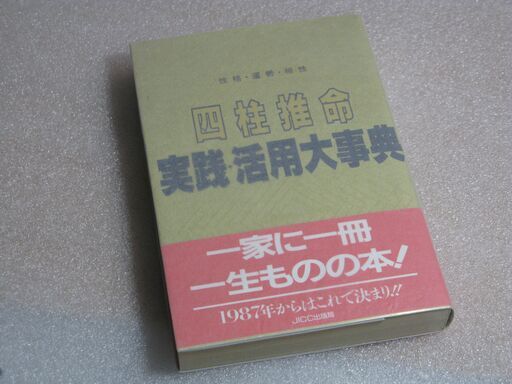 性格・運勢・相性
四柱推命
実践・活用大事典
一家に一冊
一生ものの本!
1987年からはこれで決まり!!
JICC出版局